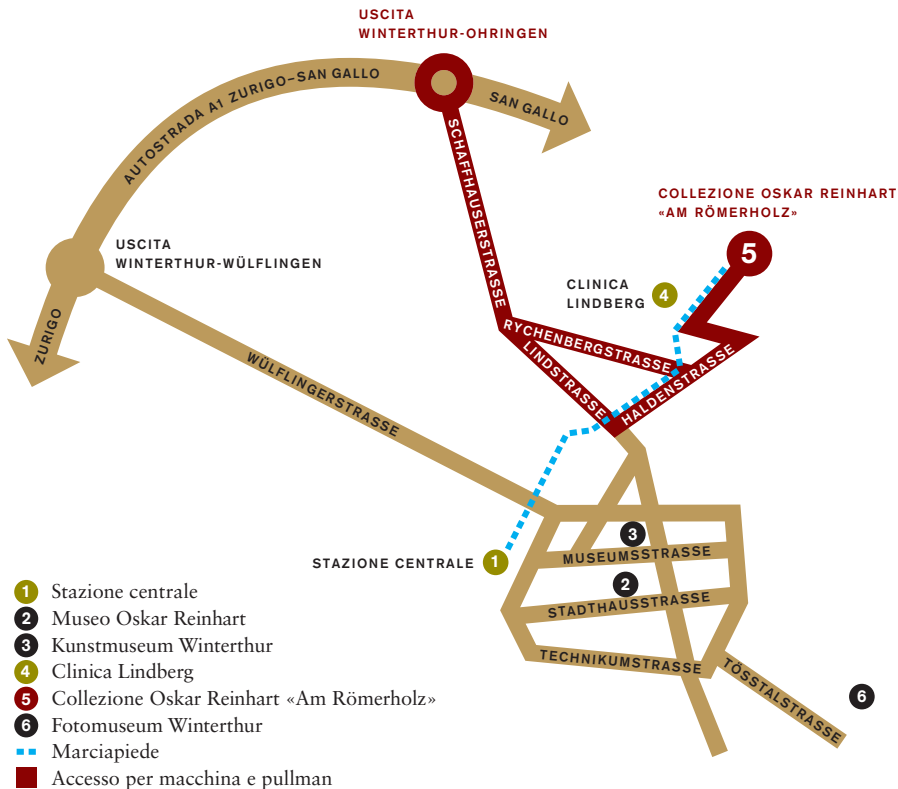 USCITA
WINTERTHUR-OHRINGEN
AUTOSTRADA A1 ZURIGO–SAN GALLO
SAN GALLO
SCHAFFHAUSERSTRASSE
COLLEZIONE OSKAR REINHART
«AM RÖMERHOLZ»
5
USCITA
WINTERTHUR-WÜLFLINGEN
CLINICA
LINDBERG
4
ZURIGO
RYCHENBERGSTRASSE
LINDSTRASSE
HALDENSTRASSE
WÜLFLINGERSTRASSE
3
MUSEUMSSTRASSE
STAZIONE CENTRALE
1
2
STADTHAUSSTRASSE
TECHNIKUMSTRASSE
TÖSSTALSTRASSE
6
1 Stazione centrale
2 Museo Oskar Reinhart
3 Kunstmuseum Winterthur
4 Clinica Lindberg
5 Collezione Oskar Reinhart «Am Römerholz»
6 Fotomuseum Winterthur
Marciapiede
Accesso per macchina e pullman